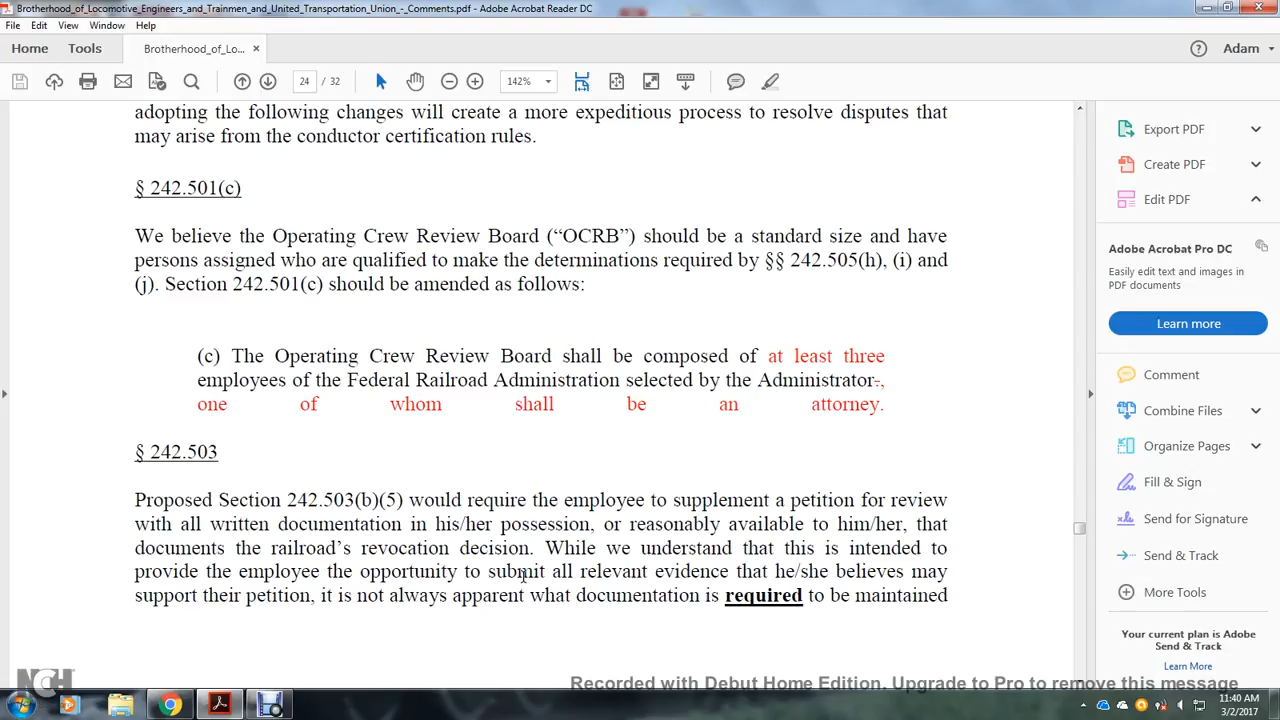 Brotherhood_of_Locomotive_Engineers_and_Trainmen_and_United_Transportation_Union_-_Comments.pdf - Adobe Acrobat Reader DC
File Edit View Window Help
Home Tools Brotherhood_of_Lo... × Adam
24 / 32 142%
adopting the following changes will create a more expeditious process to resolve disputes that
may arise from the conductor certification rules.
§ 242.501(c)
We believe the Operating Crew Review Board (“OCRB”) should be a standard size and have
persons assigned who are qualified to make the determinations required by §§ 242.505(h), (i) and
(j). Section 242.501(c) should be amended as follows:
(c) The Operating Crew Review Board shall be composed of at least three
employees of the Federal Railroad Administration selected by the Administrator.,
one of whom shall be an attorney.
§ 242.503
Proposed Section 242.503(b)(5) would require the employee to supplement a petition for review
with all written documentation in his/her possession, or reasonably available to him/her, that
documents the railroad’s revocation decision. While we understand that this is intended to
provide the employee the opportunity to submit all relevant evidence that he/she believes may
support their petition, it is not always apparent what documentation is required to be maintained
Export PDF
Create PDF
Edit PDF
Adobe Acrobat Pro DC
Easily edit text and images in
PDF documents
Learn more
Comment
Combine Files
Organize Pages
Fill & Sign
Send for Signature
Send & Track
More Tools
Your current plan is Adobe
Send & Track
Learn More
NCH
Recorded with Debut Home Edition. Upgrade to Pro to remove this message
11:40 AM
3/2/2017